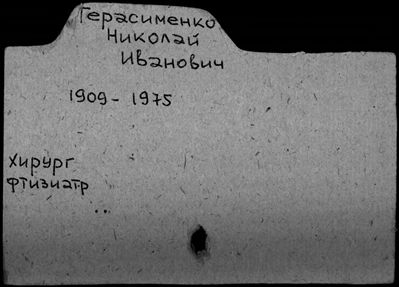 Герасименко
Николай
Иванович
1909 - 1975
хирург
фтизиатр